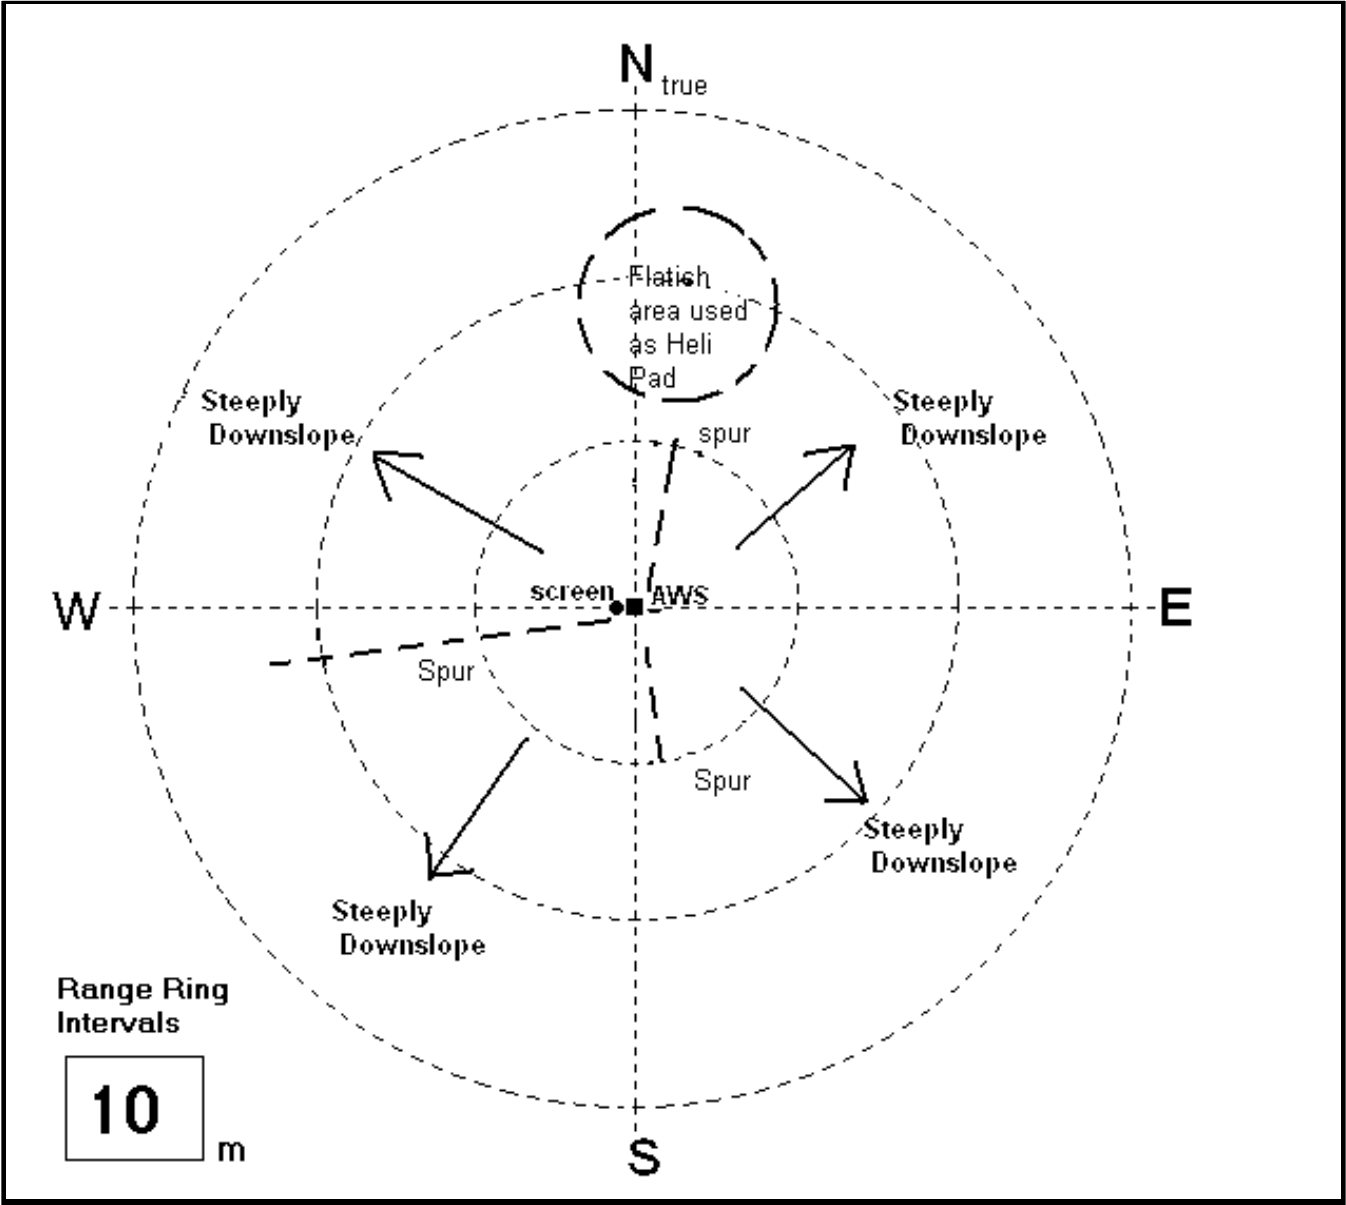 N
true
Flatish
area used
as Heli
Pad
Steeply
Downslope
Steeply
Downslope
spur
screen
AWS
W
E
Spur
Spur
Steeply
Downslope
Steeply
Downslope
Range Ring
Intervals
10
m
S